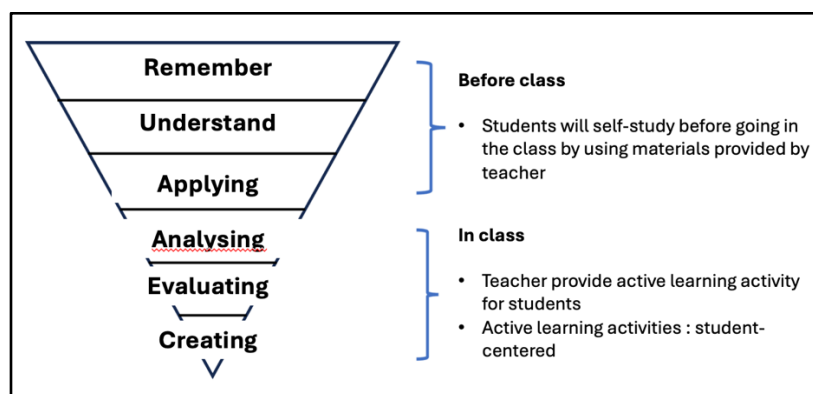 Remember
Understand
Applying
Analysing
Evaluating
Creating
Before class
• Students will self-study before going in
the class by using materials provided by
teacher
In class
• Teacher provide active learning activity
for students
• Active learning activities : student-
centered